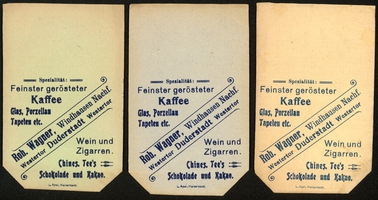 Spezialität:
Feinster gerösteter
Kaffee
Glas, Porzellan
Tapeten etc.
Rob. Wagner, Windhausen Nachf.
Westertor Duderstadt Westertor
Wein und
Zigarren.
Chines. Tee's
Schokolade und Kakao.
Spezialität:
Feinster gerösteter
Kaffee
Glas, Porzellan
Tapeten etc.
Rob. Wagner, Windhausen Nachf.
Westertor Duderstadt Westertor
Wein und
Zigarren.
Chines. Tee's
Schokolade und Kakao.
Spezialität:
Feinster gerösteter
Kaffee
Glas, Porzellan
Tapeten etc.
Rob. Wagner, Windhausen Nachf.
Westertor Duderstadt Westertor
Wein und
Zigarren.
Chines. Tee's
Schokolade und Kakao.